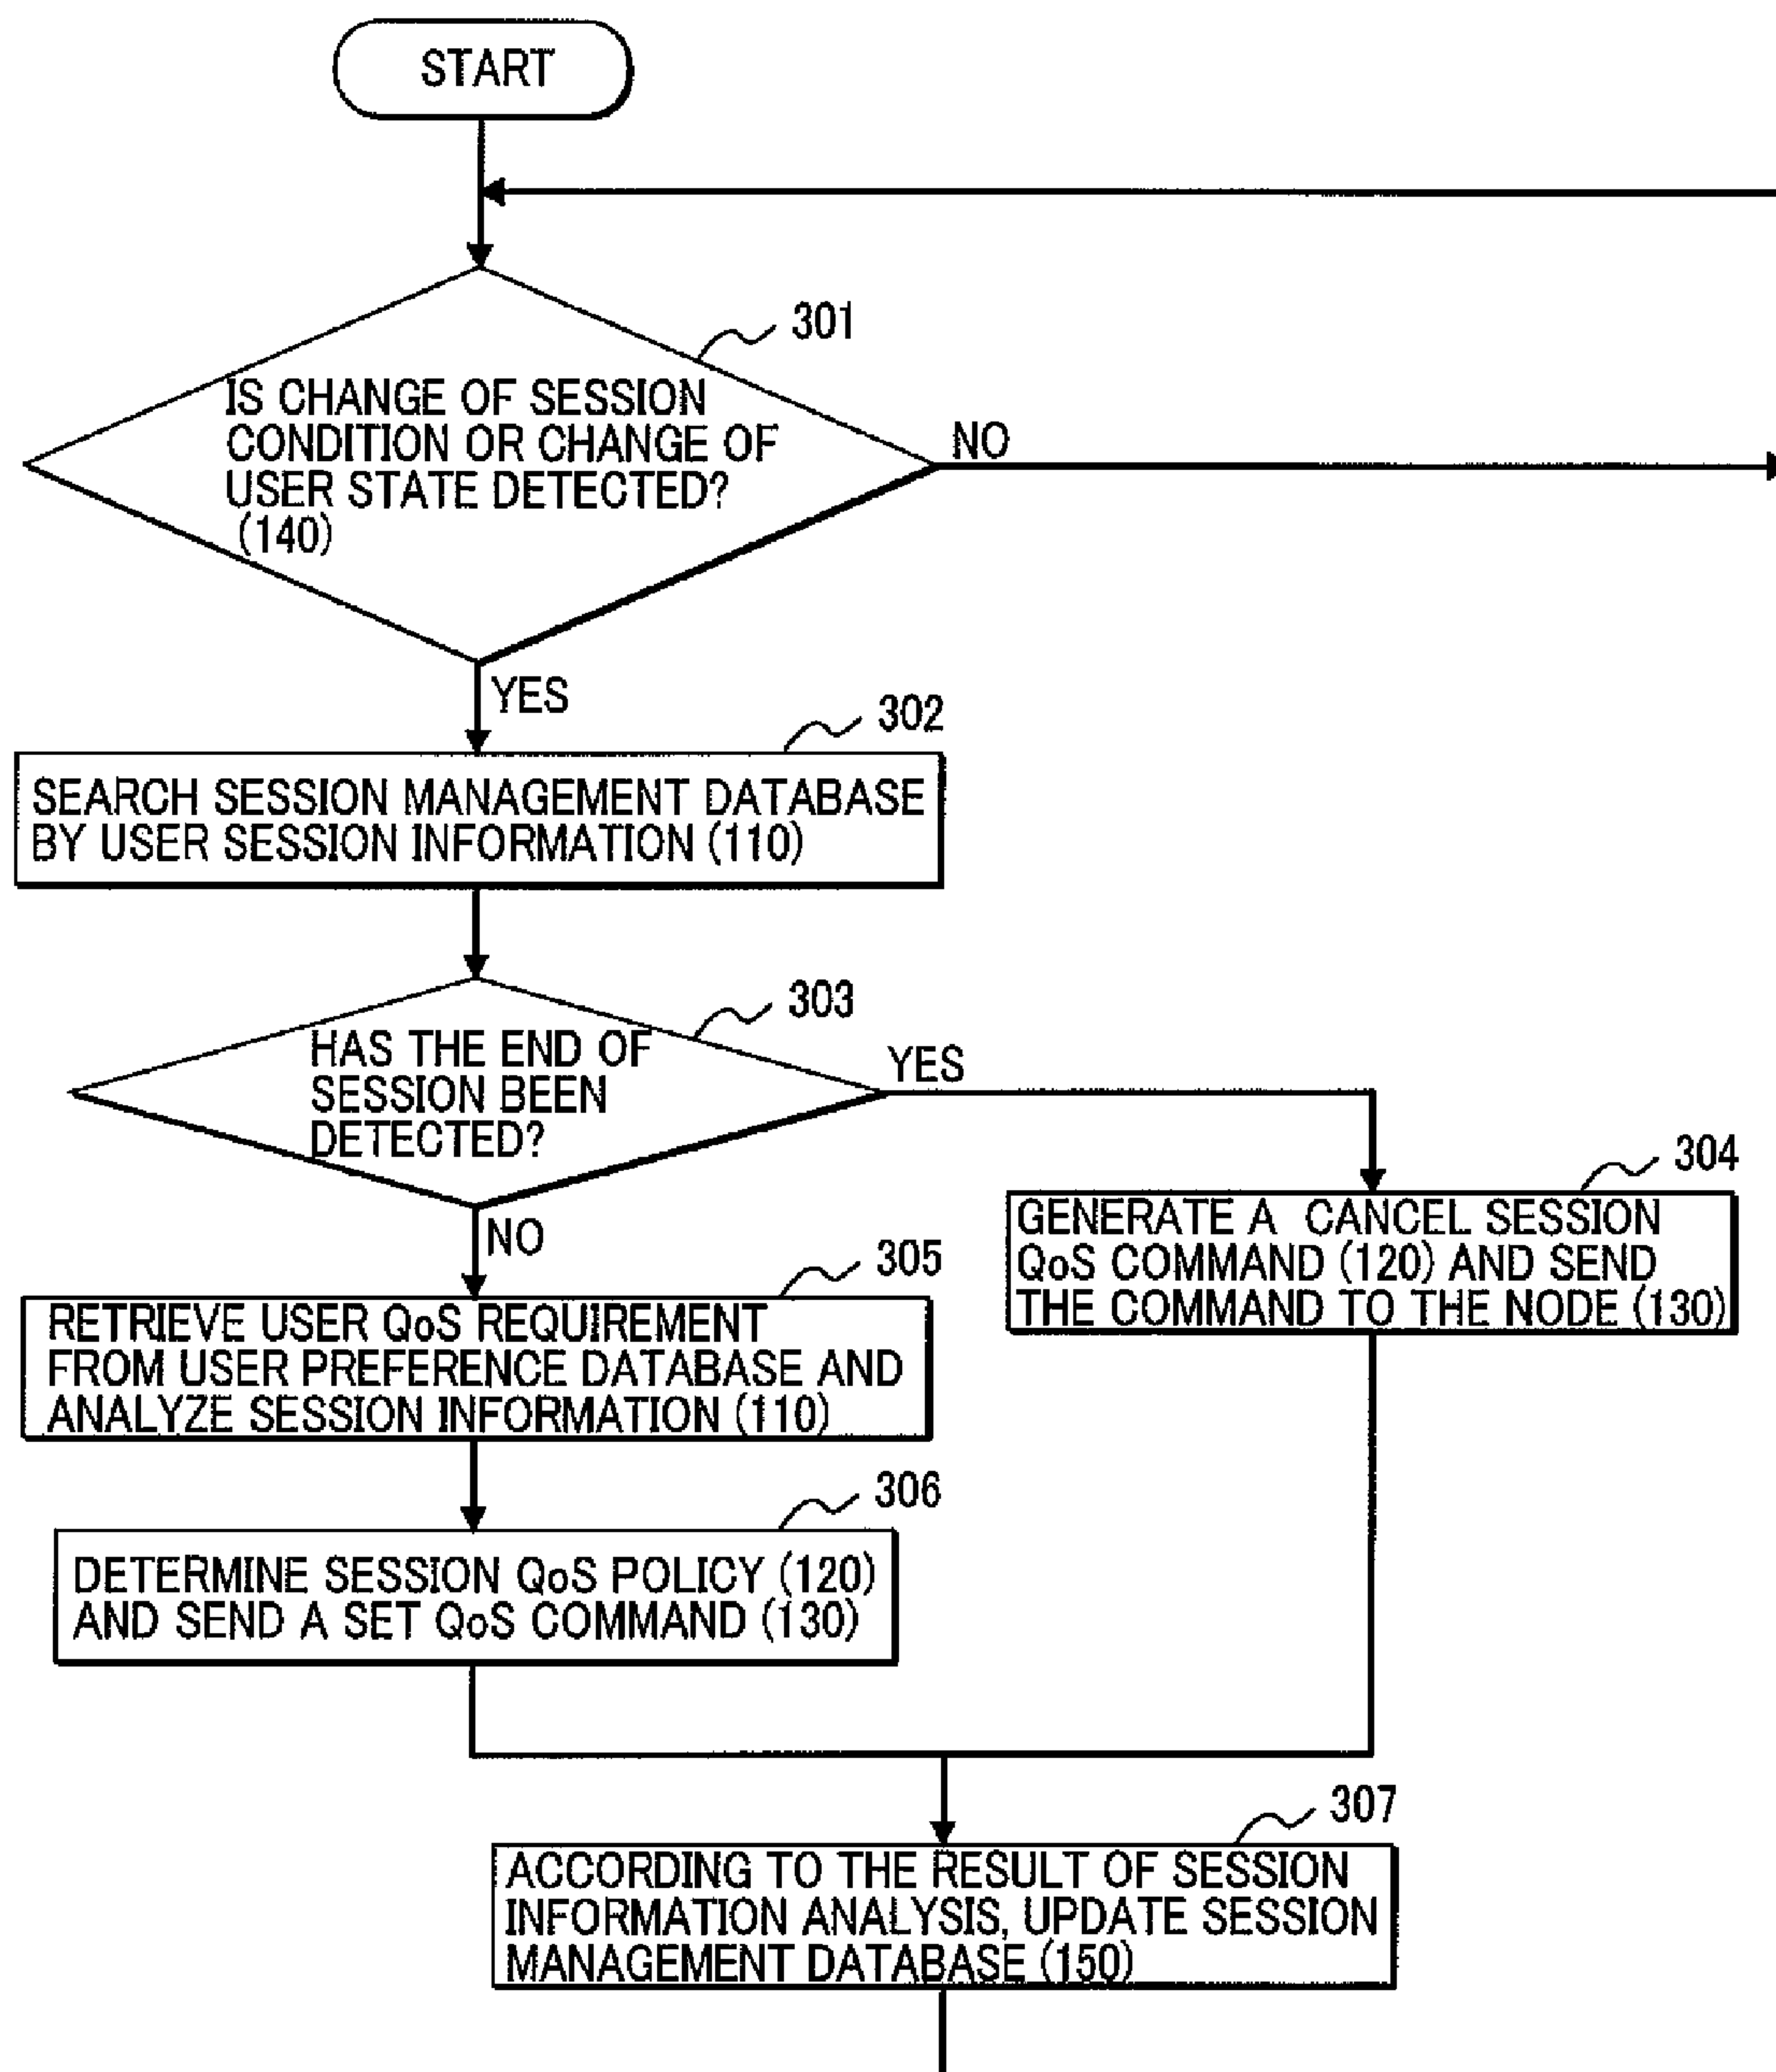 START
301
IS CHANGE OF SESSION
CONDITION OR CHANGE OF
USER STATE DETECTED?
(140)
NO
YES
302
SEARCH SESSION MANAGEMENT DATABASE
BY USER SESSION INFORMATION (110)
303
HAS THE END OF
SESSION BEEN
DETECTED?
YES
NO
304
GENERATE A CANCEL SESSION
QoS COMMAND (120) AND SEND
THE COMMAND TO THE NODE (130)
305
RETRIEVE USER QoS REQUIREMENT
FROM USER PREFERENCE DATABASE AND
ANALYZE SESSION INFORMATION (110)
306
DETERMINE SESSION QoS POLICY (120)
AND SEND A SET QoS COMMAND (130)
307
ACCORDING TO THE RESULT OF SESSION
INFORMATION ANALYSIS, UPDATE SESSION
MANAGEMENT DATABASE (150)